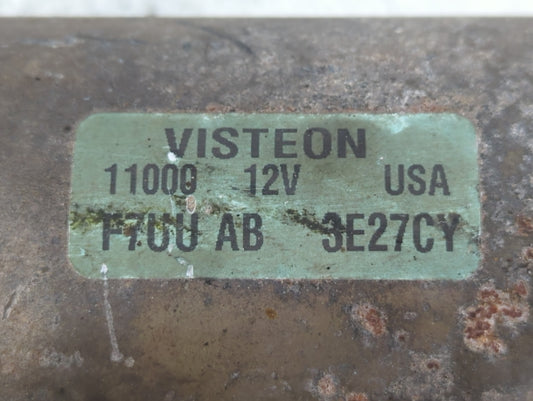 VISTEON
11000 12V USA
F7UU AB 3E27CY